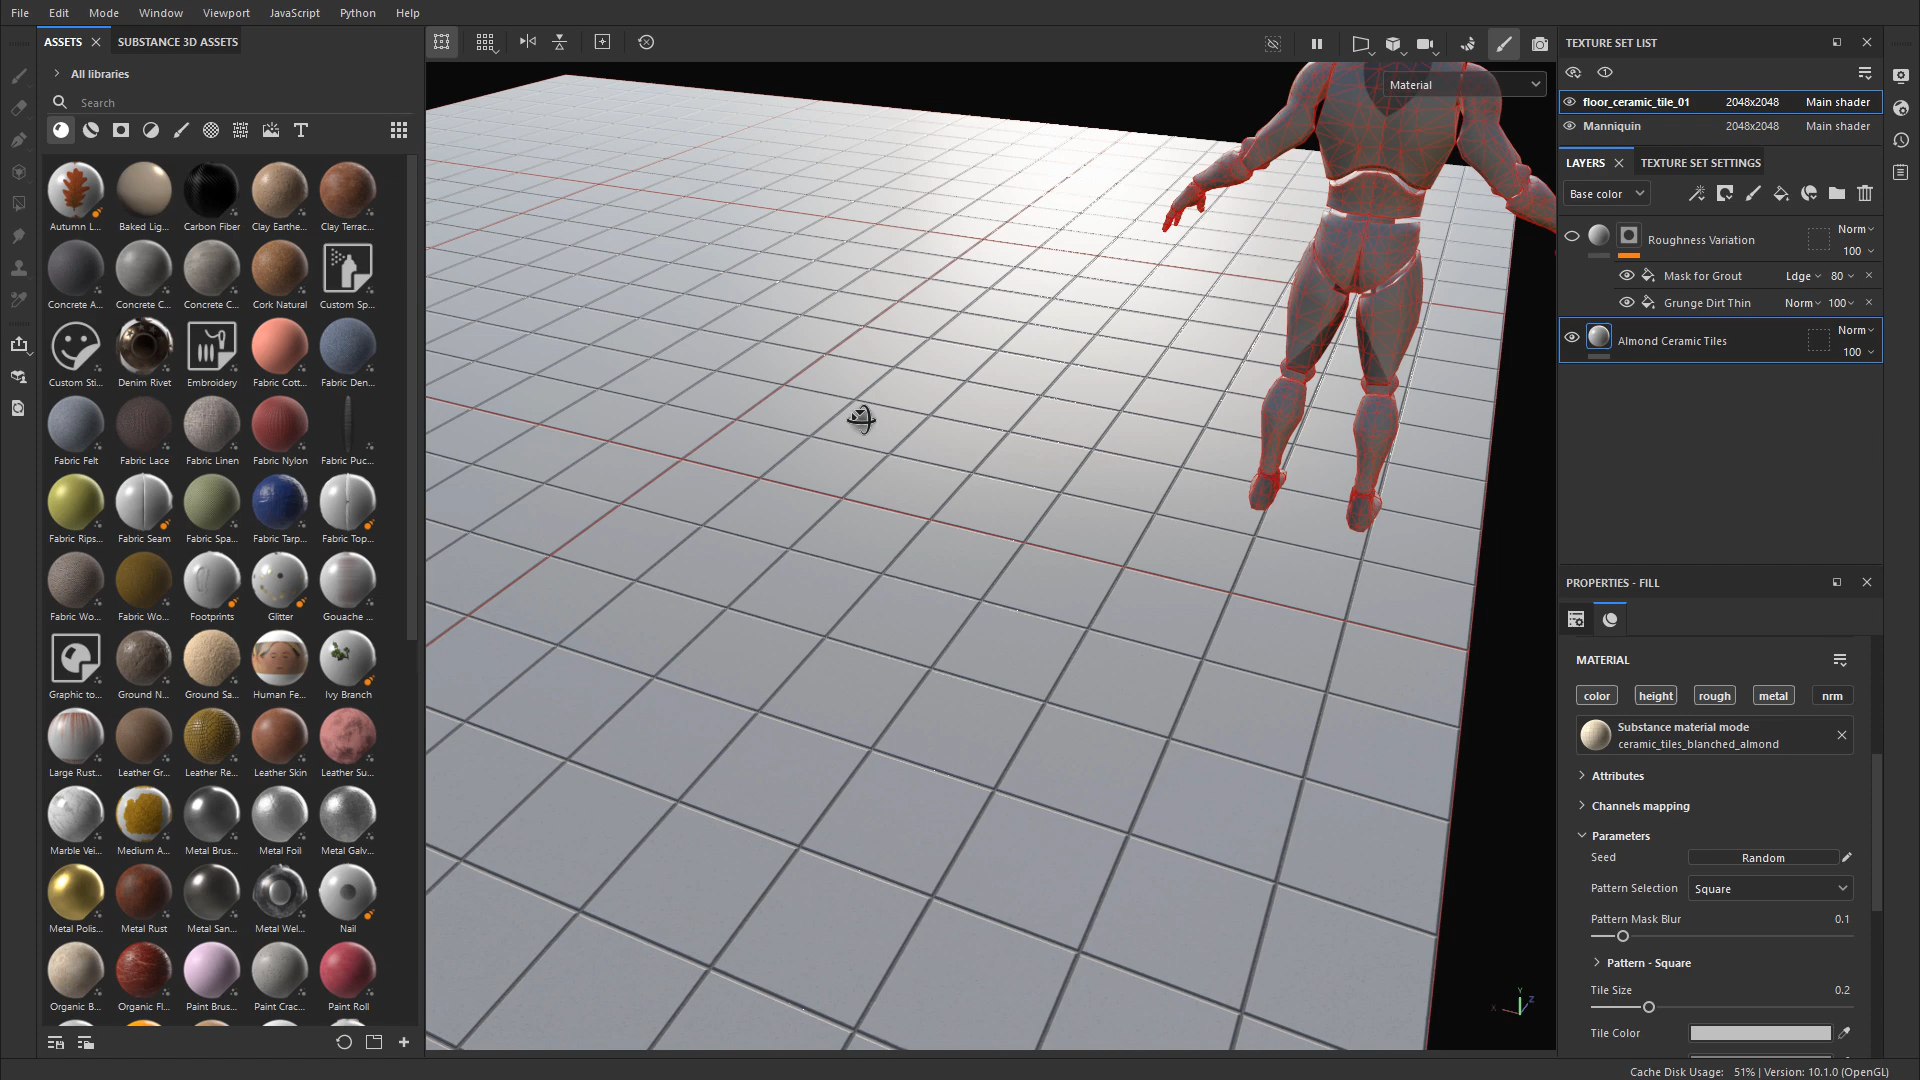 File Edit Mode Window Viewport JavaScript Python Help
ASSETS SUBSTANCE 3D ASSETS
All libraries
Search
Autumn L... Baked Lig... Carbon Fiber Clay Earthe... Clay Terrac...
Concrete A... Concrete C... Concrete C... Cork Natural Custom Sp...
Custom Sti... Denim Rivet Embroidery Fabric Cott... Fabric Den...
Fabric Felt Fabric Lace Fabric Linen Fabric Nylon Fabric Puc...
Fabric Rips... Fabric Seam Fabric Spa... Fabric Tarp... Fabric Top...
Fabric Wo... Fabric Wo... Footprints Glitter Gouache ...
Graphic to... Ground N... Ground Sa... Human Fe... Ivy Branch
Large Rust... Leather Gr... Leather Re... Leather Skin Leather Su...
Marble Vei... Medium A... Metal Brus... Metal Foil Metal Galv...
Metal Polis... Metal Rust Metal San... Metal Wel... Nail
Organic B... Organic Fl... Paint Brus... Paint Crac... Paint Roll
Material
Y
X
Z
TEXTURE SET LIST
floor_ceramic_tile_01 2048x2048 Main shader
Mannequin 2048x2048 Main shader
LAYERS TEXTURE SET SETTINGS
Base color
Roughness Variation Norm 100
Mask for Grout Ldge 80
Grunge Dirt Thin Norm 100
Almond Ceramic Tiles Norm 100
PROPERTIES - FILL
MATERIAL
color height rough metal nrm
Substance material mode
ceramic_tiles_blanched_almond
Attributes
Channels mapping
Parameters
Seed Random
Pattern Selection Square
Pattern Mask Blur 0.1
Pattern - Square
Tile Size 0.2
Tile Color
Cache Disk Usage: 51% | Version: 10.1.0 (OpenGL)